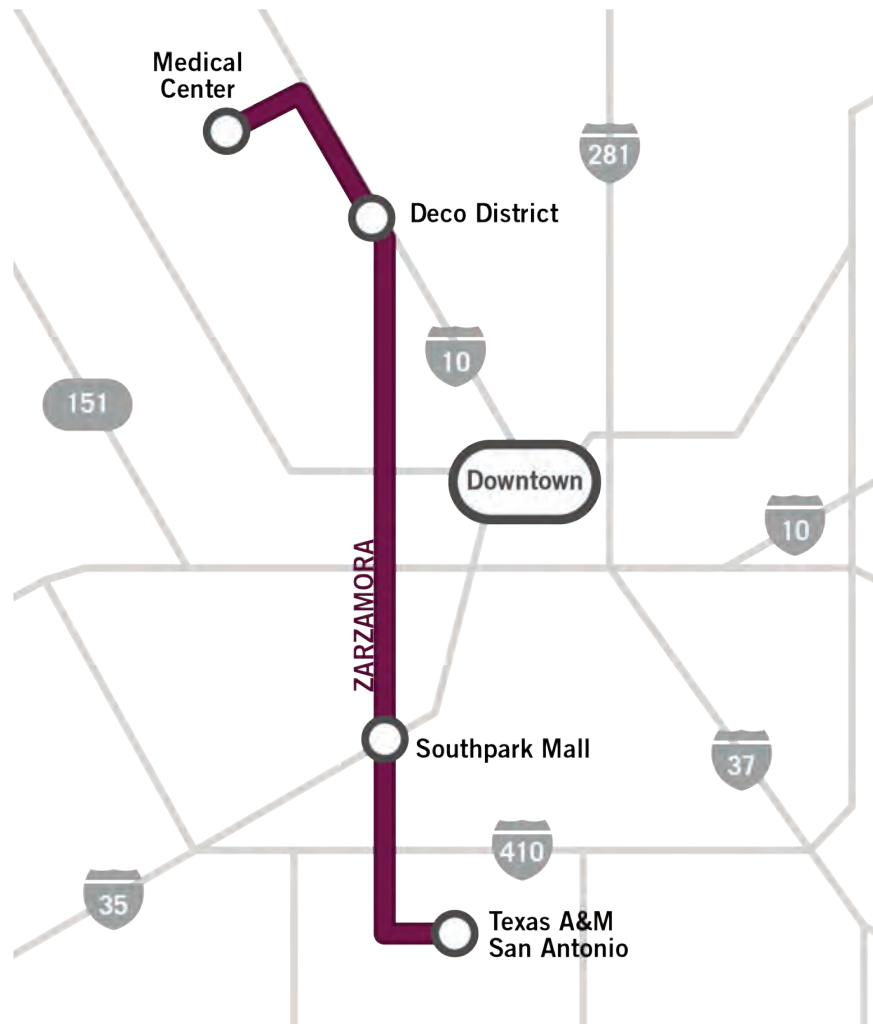 Medical
Center
281
Deco District
10
151
Downtown
10
ZARZAMORA
Southpark Mall
37
410
35
Texas A&M
San Antonio